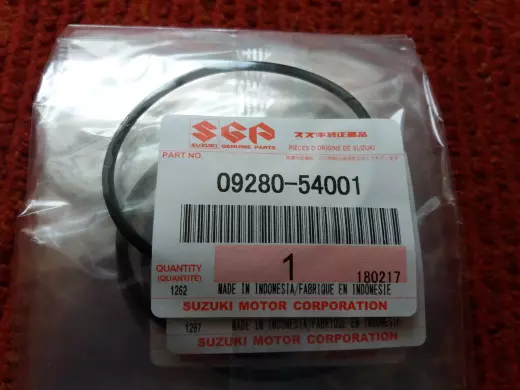 SGP スズキ純正部品
SUZUKI GENUINE PARTS PIÈCES D'ORIGINE DE SUZUKI
PART NO.
09280-54001
QUANTITY 1 180217
(QUANTITÉ)
1262 MADE IN INDONESIA/FABRIQUE EN INDONESIE
SUZUKI MOTOR CORPORATION
1267 MADE IN INDONESIA/FABRIQUE EN INDONESIE
SUZUKI MOTOR CORPORATION